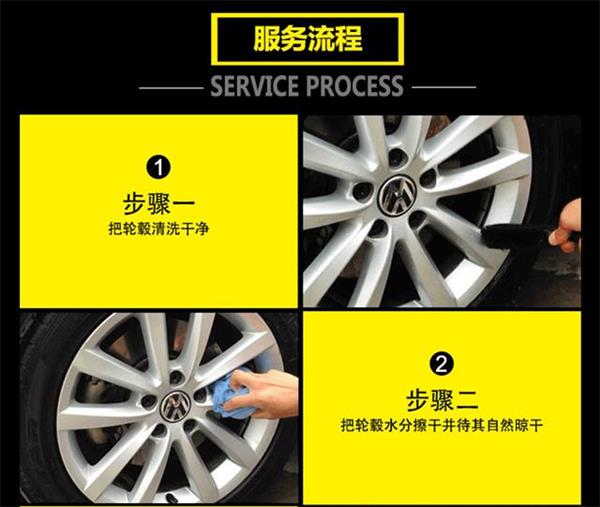 服务流程
SERVICE PROCESS
1
步骤一
把轮毂清洗干净
2
步骤二
把轮毂水分擦干并待其自然晾干